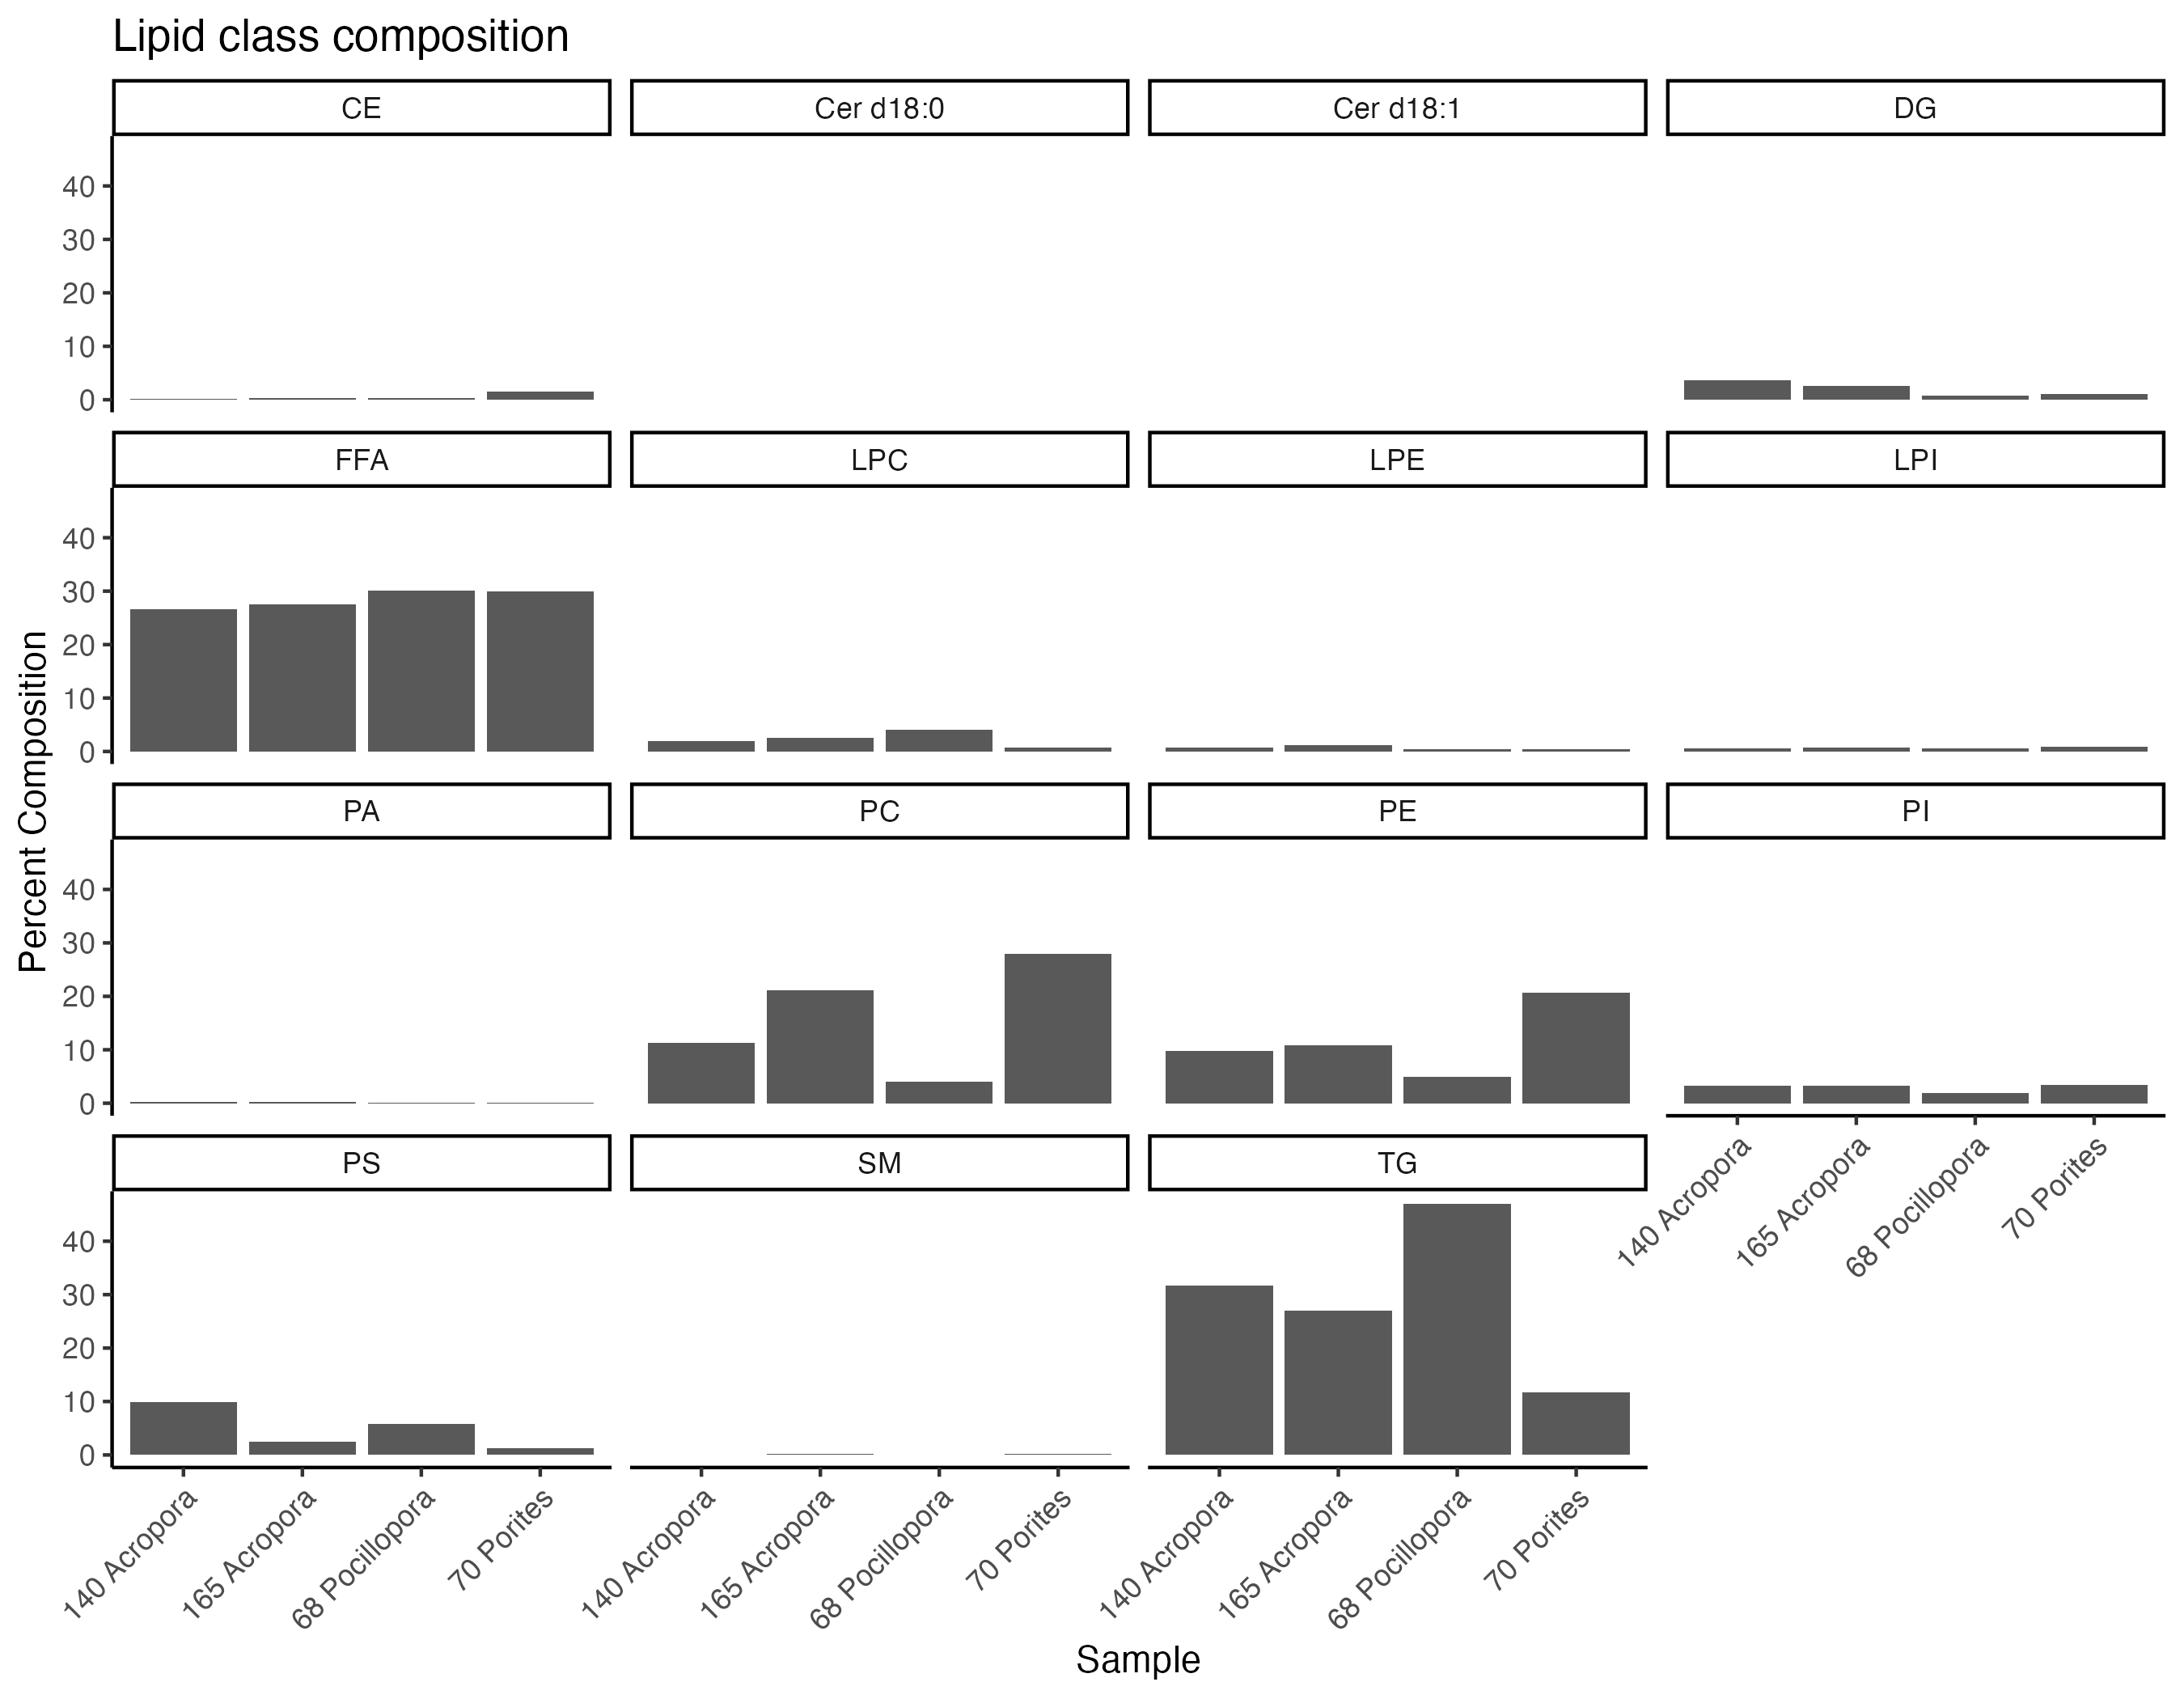 Lipid class composition
CE
Cer d18:0
Cer d18:1
DG
40
30
20
10
0
FFA
LPC
LPE
LPI
40
30
20
10
0
PA
PC
PE
PI
40
30
20
10
0
140 Acropora
165 Acropora
68 Pocillopora
70 Porites
PS
SM
TG
40
30
20
10
0
140 Acropora
165 Acropora
68 Pocillopora
70 Porites
140 Acropora
165 Acropora
68 Pocillopora
70 Porites
140 Acropora
165 Acropora
68 Pocillopora
70 Porites
Percent Composition
Sample